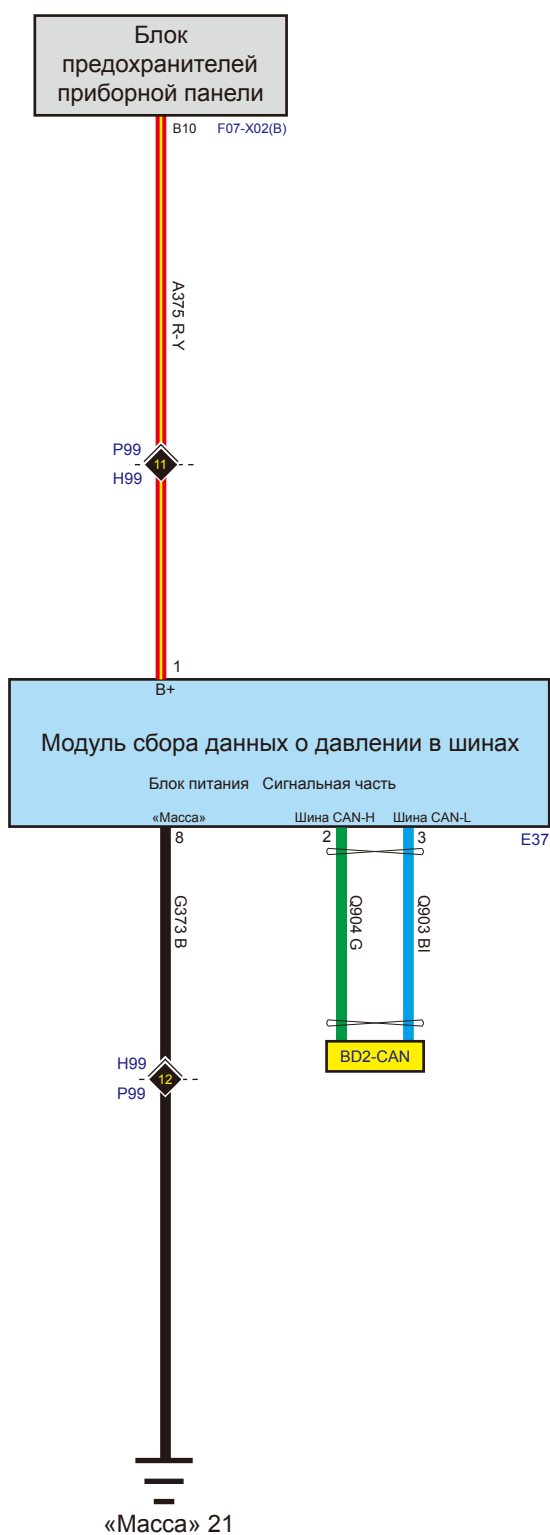 Блок
предохранителей
приборной панели
B10 F07-X02(B)
A375 R-Y
P99
11
H99
1
B+
Модуль сбора данных о давлении в шинах
Блок питания Сигнальная часть
«Масса» Шина CAN-H Шина CAN-L
8 2 3 E37
G373 B
Q904 G
Q903 Bl
BD2-CAN
H99
12
P99
«Масса» 21